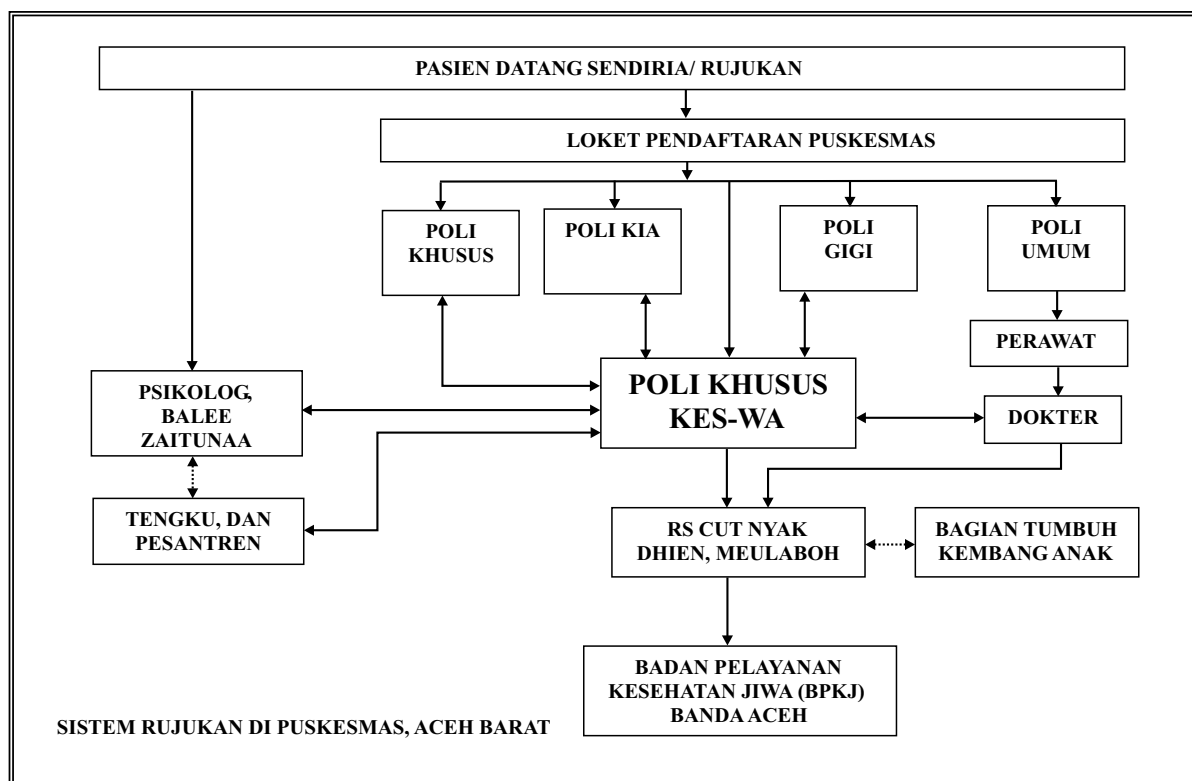 PASIEN DATANG SENDIRIA/ RUJUKAN
LOKET PENDAFTARAN PUSKESMAS
POLI
KHUSUS
POLI KIA
POLI
GIGI
POLI
UMUM
PERAWAT
PSIKOLOG,
BALEE
ZAITUNAA
POLI KHUSUS
KES-WA
DOKTER
TENGKU, DAN
PESANTREN
RS CUT NYAK
DHIEN, MEULABOH
BAGIAN TUMBUH
KEMBANG ANAK
BADAN PELAYANAN
KESEHATAN JIWA (BPKJ)
BANDA ACEH
SISTEM RUJUKAN DI PUSKESMAS, ACEH BARAT